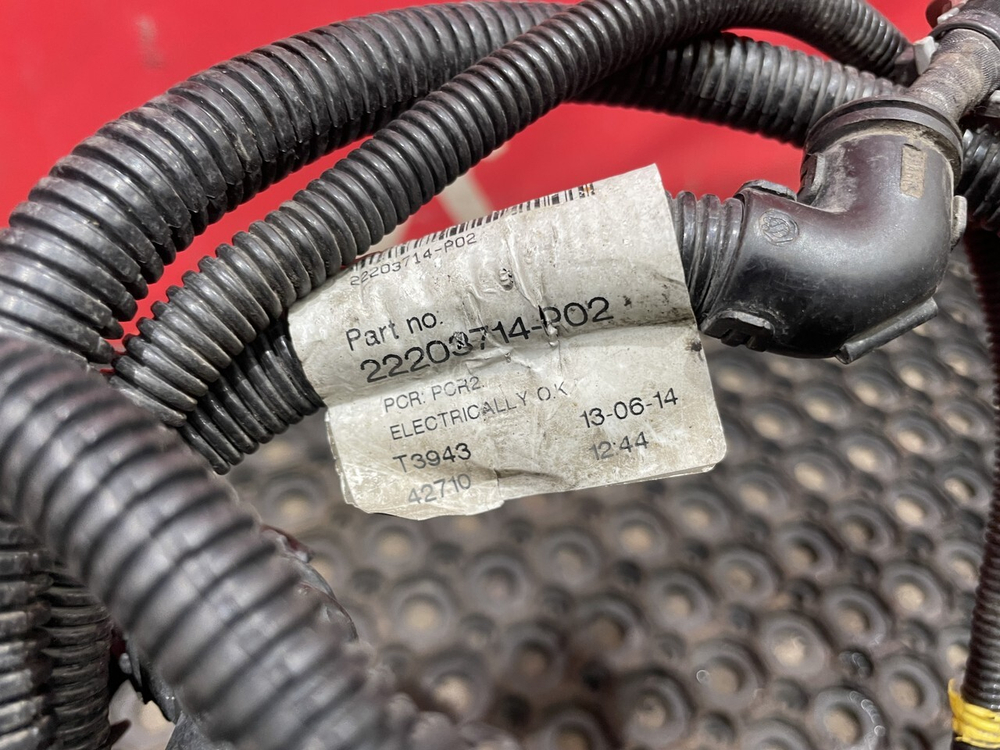 22203714-P02
Part no.
22203714-P02
PCR: PCR2
ELECTRICALLY O.K
T3943 13-06-14
42710 12:44